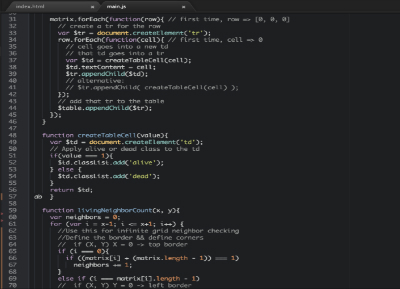 index.html × main.js ×
31 matrix.forEach(function(row){ // first time, row => [0, 0, 0]
32 // create a tr for the row
33 var $tr = document.createElement('tr');
34 row.forEach(function(cell){ // first time, cell => 0
35 // cell goes into a new td
36 // that td goes into a tr
37 var $td = createTableCell(cell);
38 $td.textContent = cell;
39 $tr.appendChild($td);
40 // alternative:
41 // $tr.appendChild( createTableCell(cell) );
42 });
43 // add that tr to the table
44 $table.appendChild($tr);
45 });
46 }
47
48 function createTableCell(value){
49 var $td = document.createElement('td');
50 // Apply alive or dead class to the td
51 if(value === 1){
52 $td.classList.add('alive');
53 } else {
54 $td.classList.add('dead');
55 }
56 return $td;
57 }
58
59 function livingNeighborCount(x, y){
60 var neighbors = 0;
61 for (var i = x-1; i <= x+1; i++) {
62 //Use this for infinite grid neighbor checking
63 //Define the border && define corners
64 // if (X, Y) X = 0 -> top border
65 if (i === 0){
66 if ((matrix[i] = (matrix.length - 1)) === 1)
67 neighbors += 1;
68 }
69 else if (i === matrix[i].length - 1)
70 // if (X, Y) Y = 0 -> left border